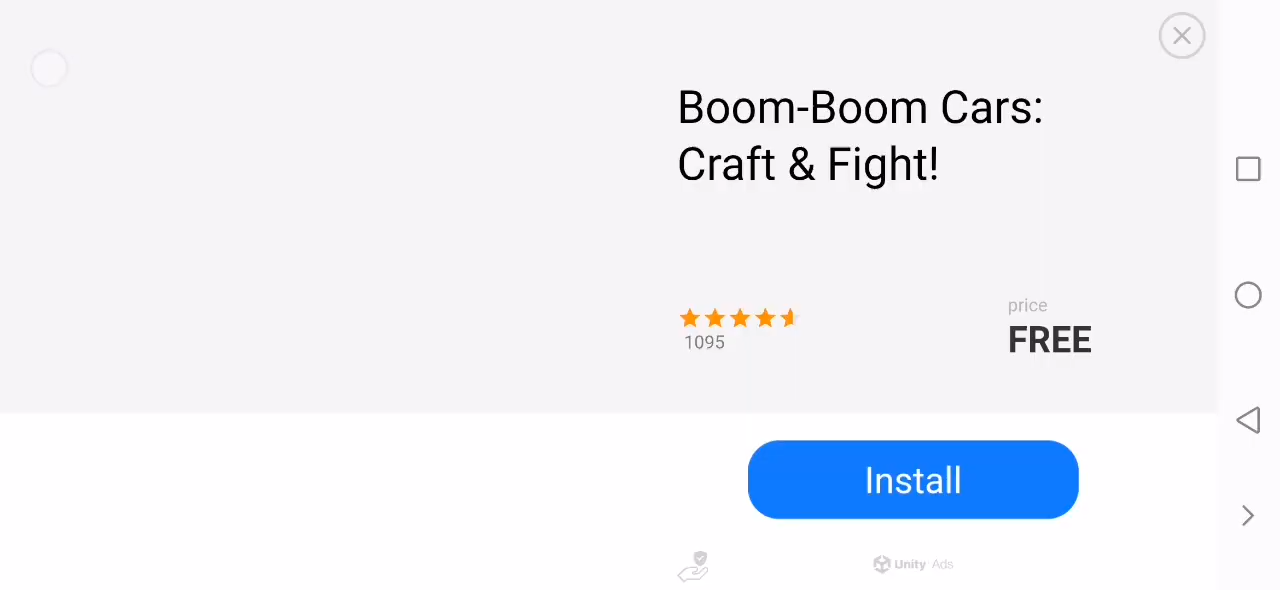 Boom-Boom Cars:
Craft & Fight!
1095
price
FREE
Install
Unity Ads